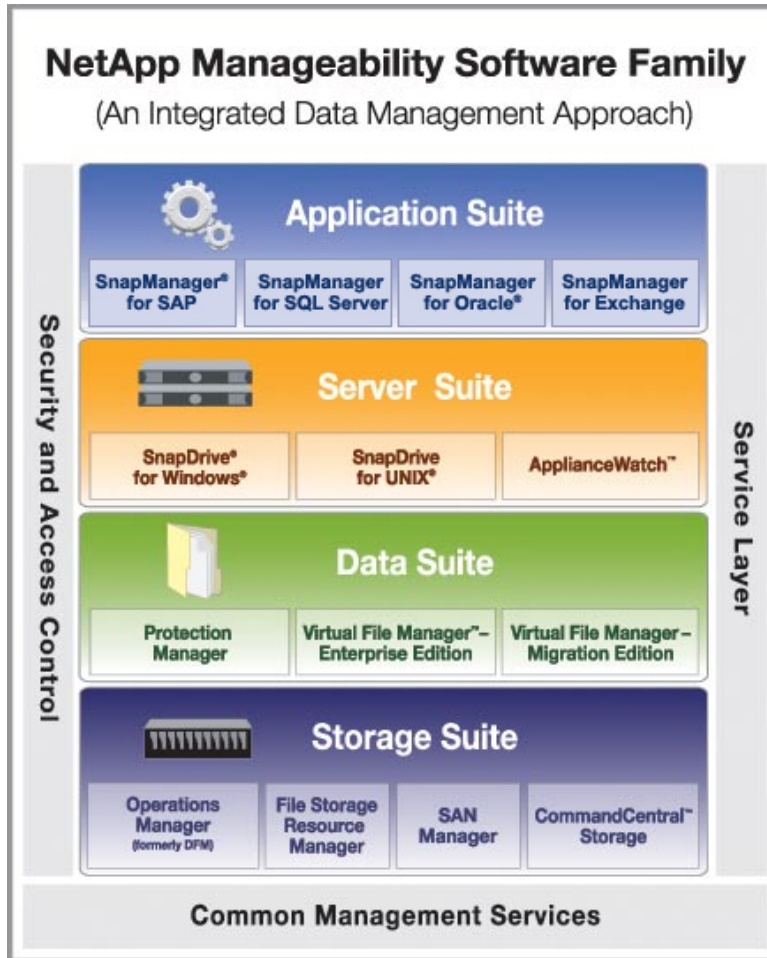 NetApp Manageability Software Family
(An Integrated Data Management Approach)
Security and Access Control
Application Suite
SnapManager®
for SAP
SnapManager
for SQL Server
SnapManager
for Oracle®
SnapManager
for Exchange
Server Suite
SnapDrive®
for Windows®
SnapDrive
for UNIX®
ApplianceWatch™
Data Suite
Protection
Manager
Virtual File Manager™–
Enterprise Edition
Virtual File Manager–
Migration Edition
Storage Suite
Operations
Manager
(formerly DFM)
File Storage
Resource
Manager
SAN
Manager
CommandCentral™
Storage
Service Layer
Common Management Services